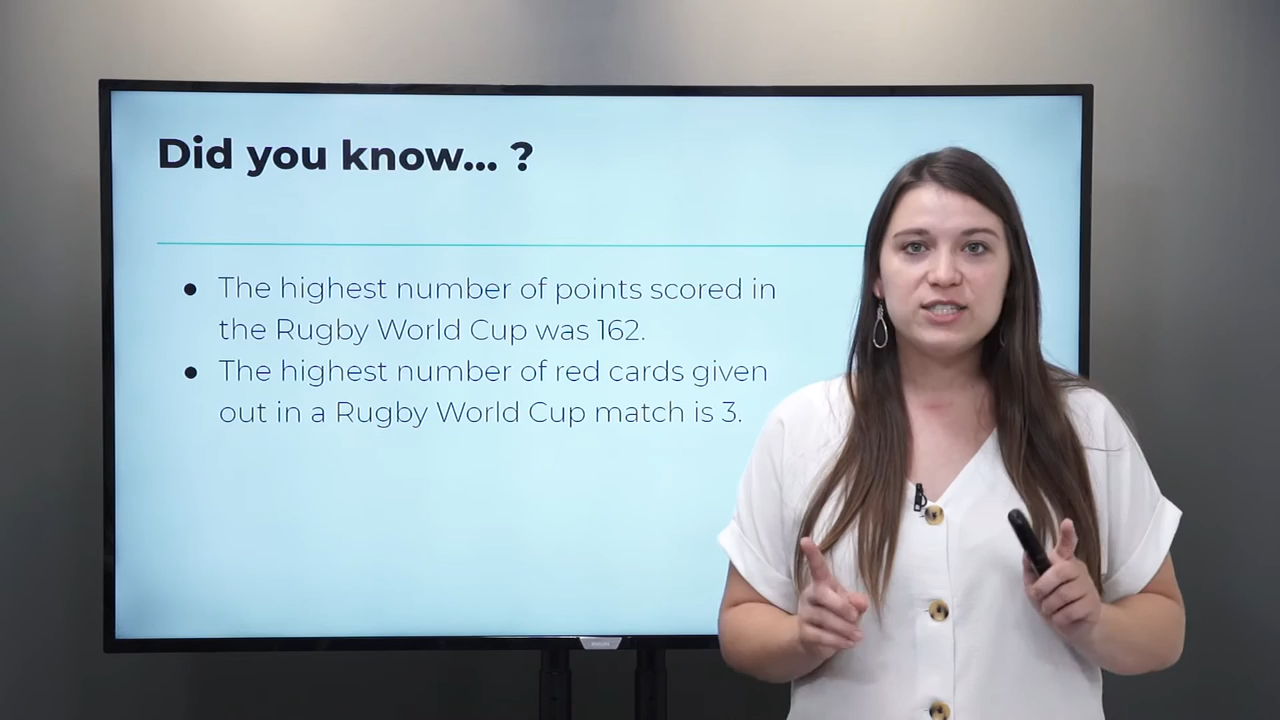 Did you know... ?
● The highest number of points scored in
the Rugby World Cup was 162.
● The highest number of red cards given
out in a Rugby World Cup match is 3.